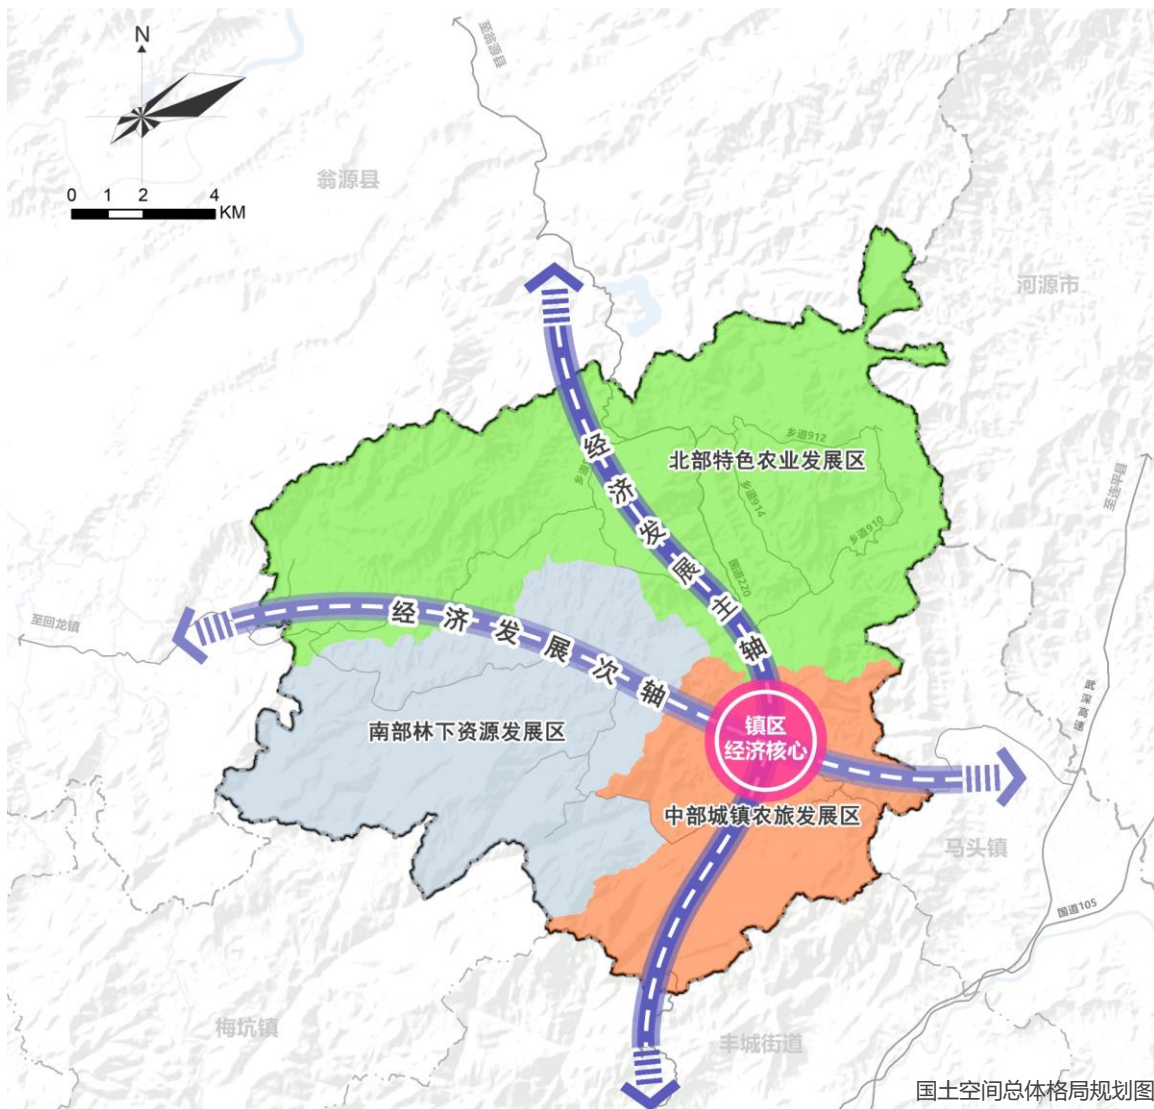 N
至翁源县
0 1 2 4
KM
翁源县
河源市
乡道912
经济发展主轴
北部特色农业发展区
至连平县
乡道914
乡道910
国道220
至回龙镇
经济发展次轴
武深高速
南部林下资源发展区
镇区
经济核心
中部城镇农旅发展区
马头镇
国道105
梅坑镇
丰城街道
国土空间总体格局规划图